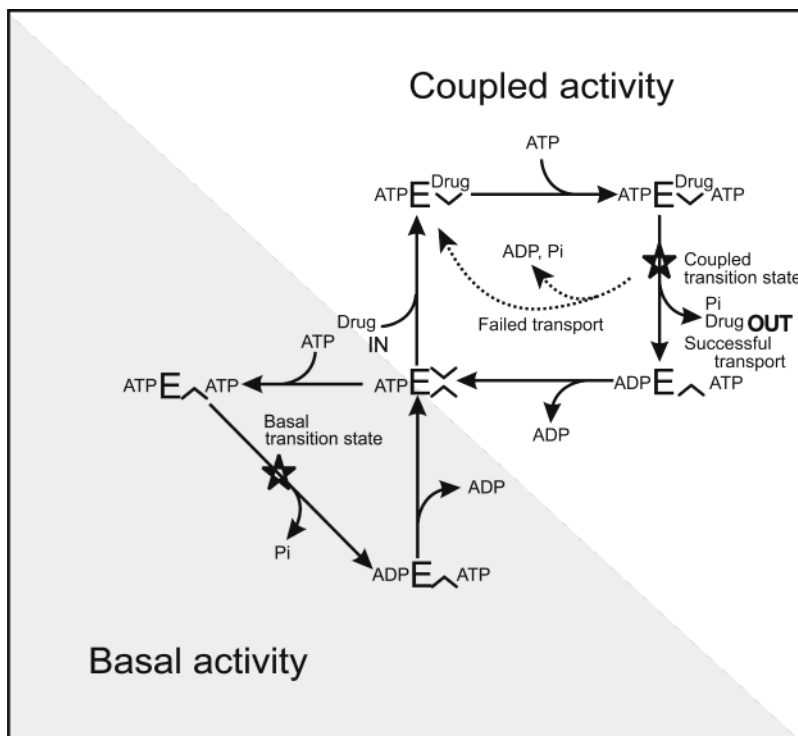 Coupled activity
ATP
ATP E Drug
ATP E Drug ATP
ADP, Pi
Coupled
transition state
Failed transport
Pi
Drug OUT
Successful
transport
Drug
IN
ATP
ATP E ATP
ATP E
ADP E ATP
ADP
Basal
transition state
ADP
Pi
ADP E ATP
Basal activity